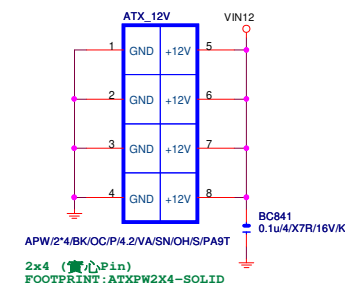 ATX_12V
VIN12
1 GND +12V 5
2 GND +12V 6
3 GND +12V 7
4 GND +12V 8
BC841
0.1u/4/X7R/16V/K
APW/2*4/BK/OC/P/4.2/VA/SN/OH/S/PA9T
2x4 (實心Pin)
FOOTPRINT:ATXPW2X4-SOLID